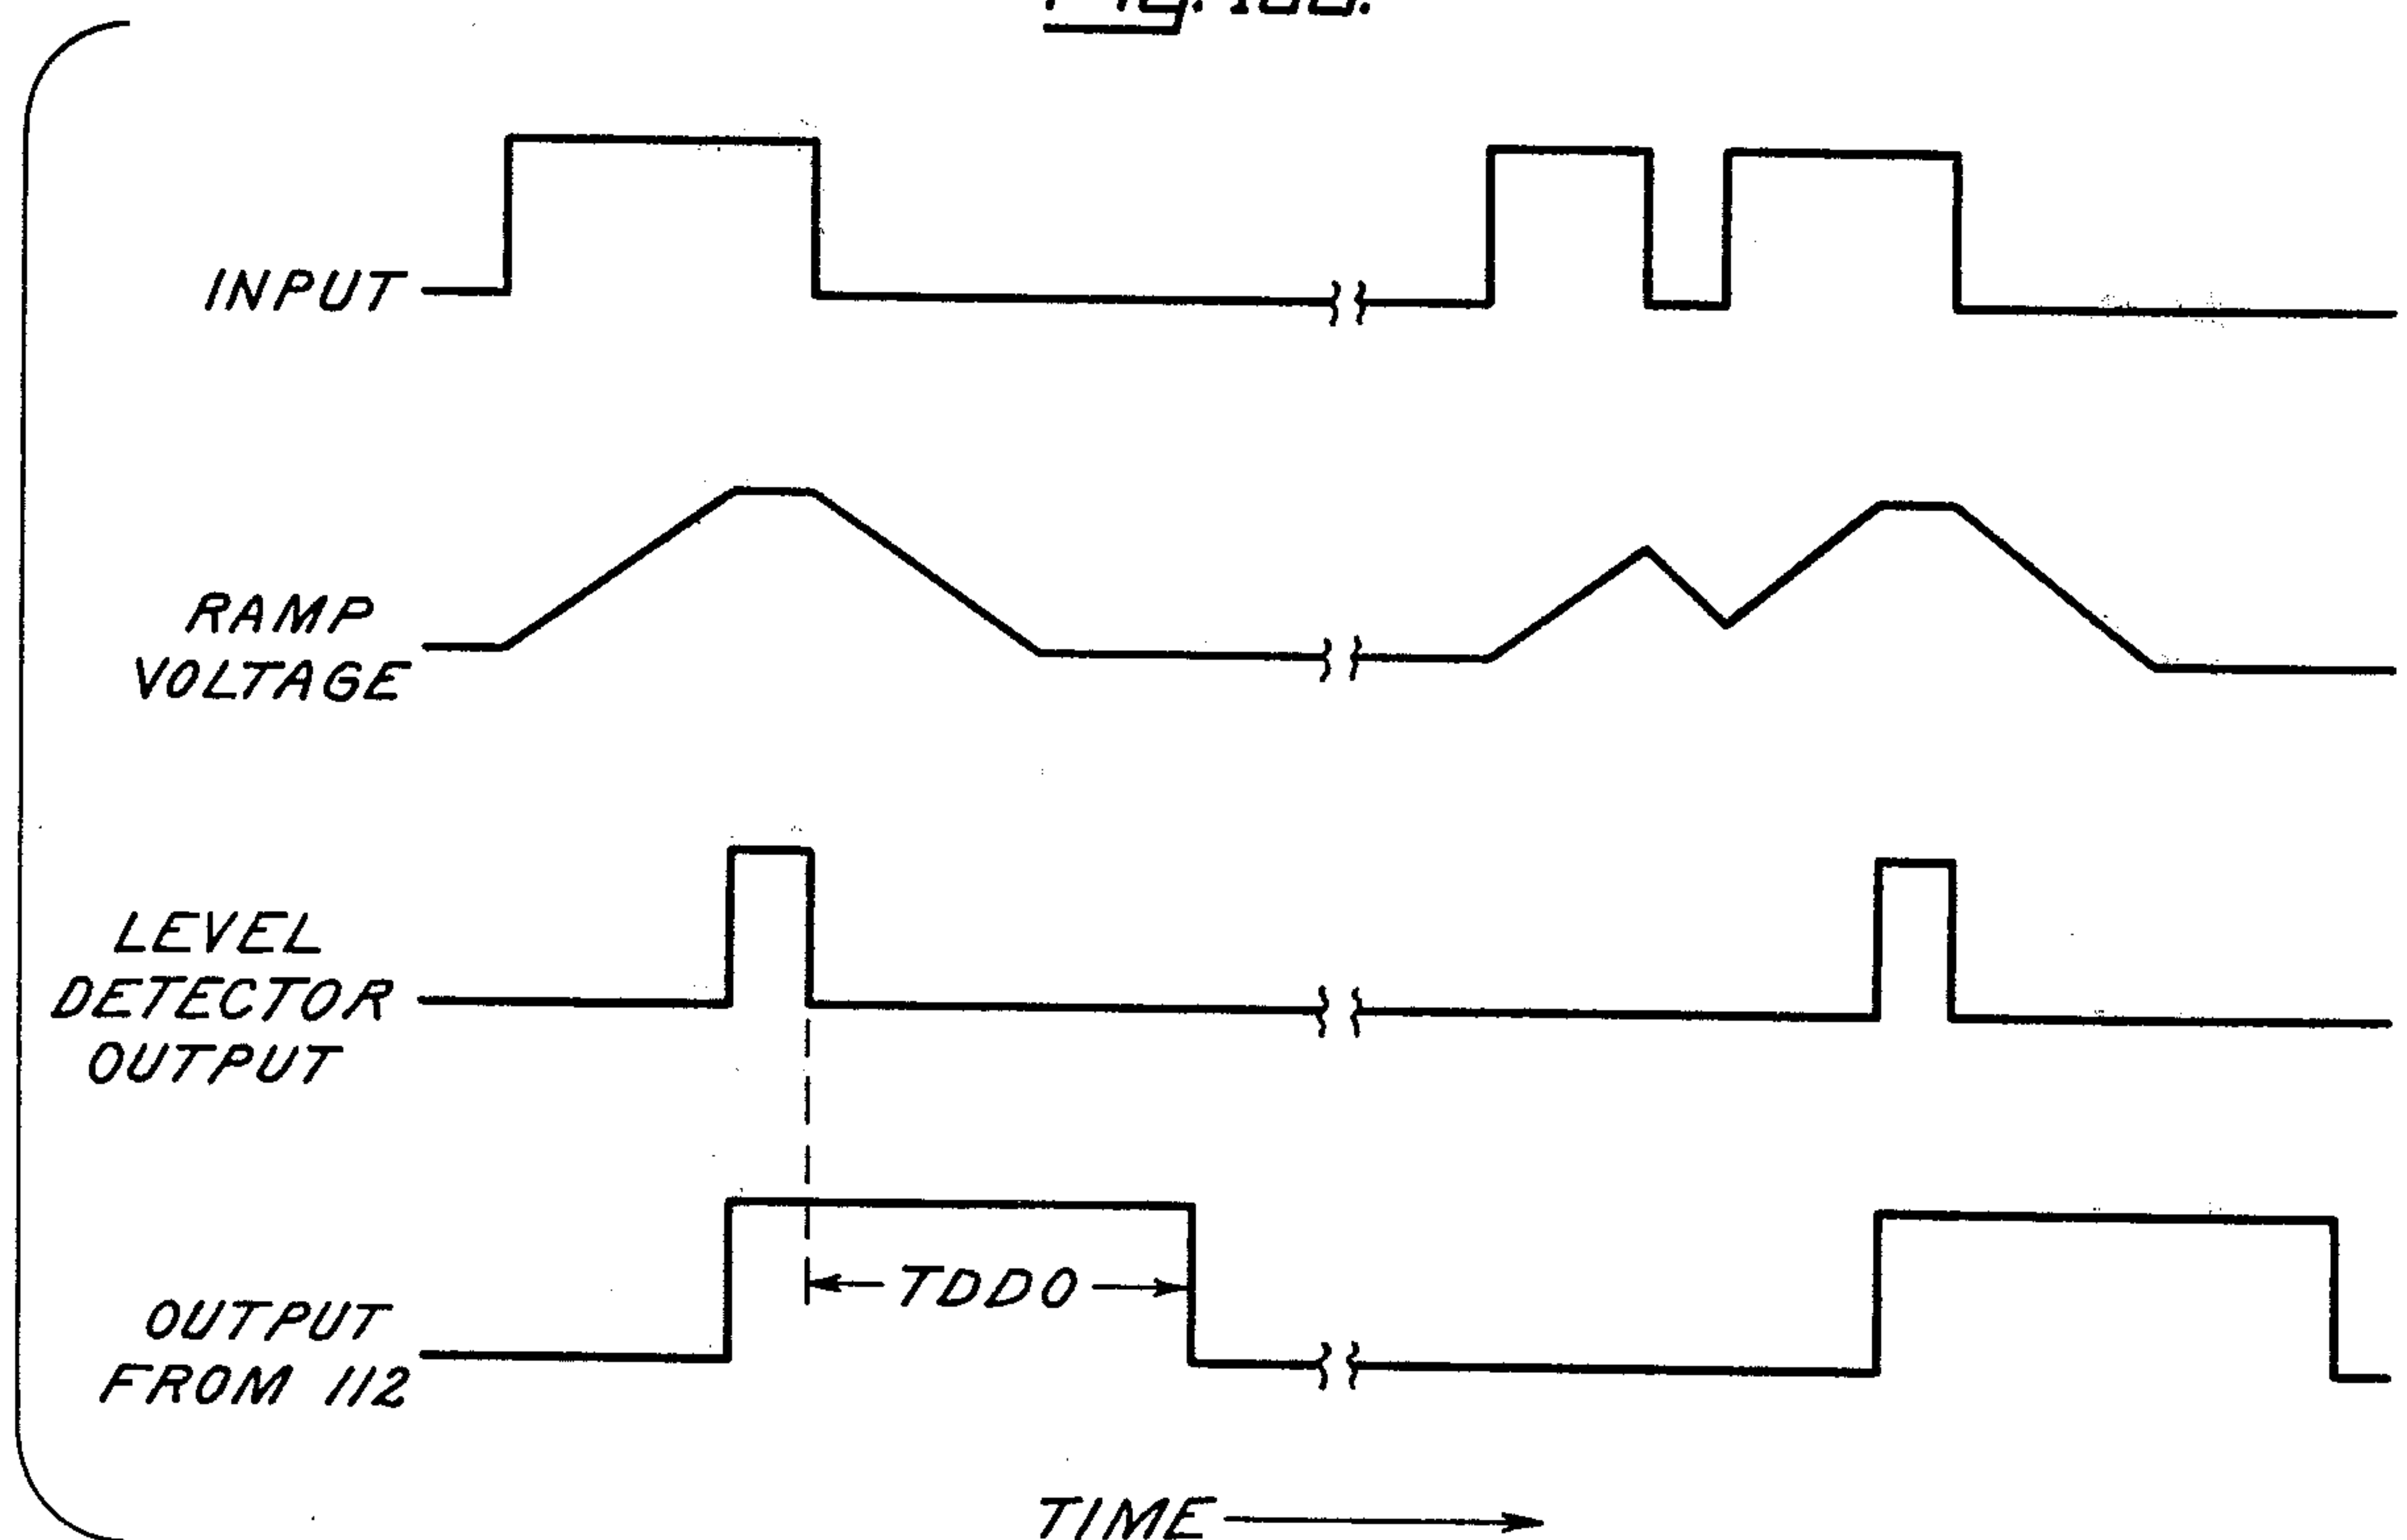 INPUT
RAMP
VOLTAGE
LEVEL
DETECTOR
OUTPUT
TDDO
OUTPUT
FROM 112
TIME